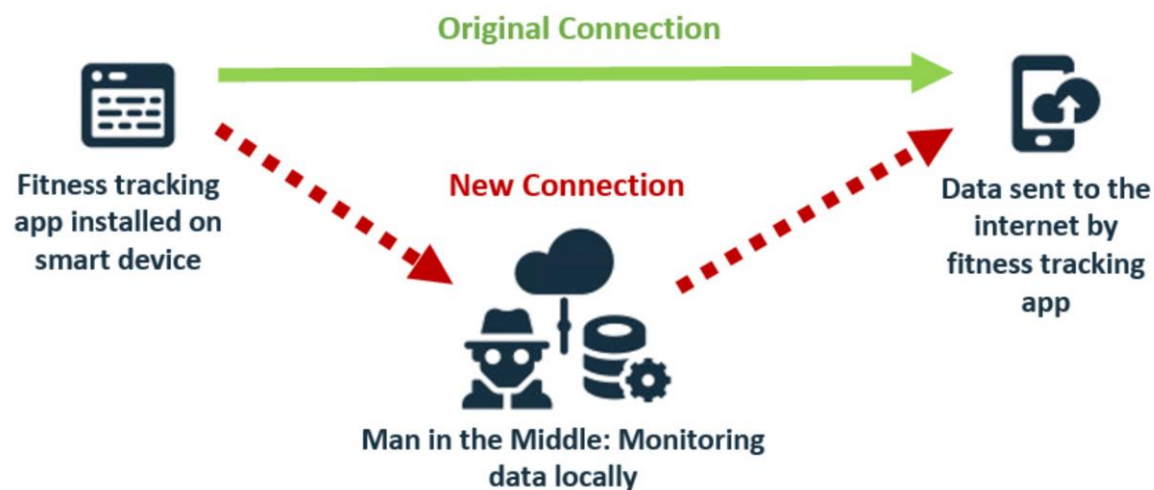 Original Connection
Fitness tracking
app installed on
smart device
New Connection
Data sent to the
internet by
fitness tracking
app
Man in the Middle: Monitoring
data locally